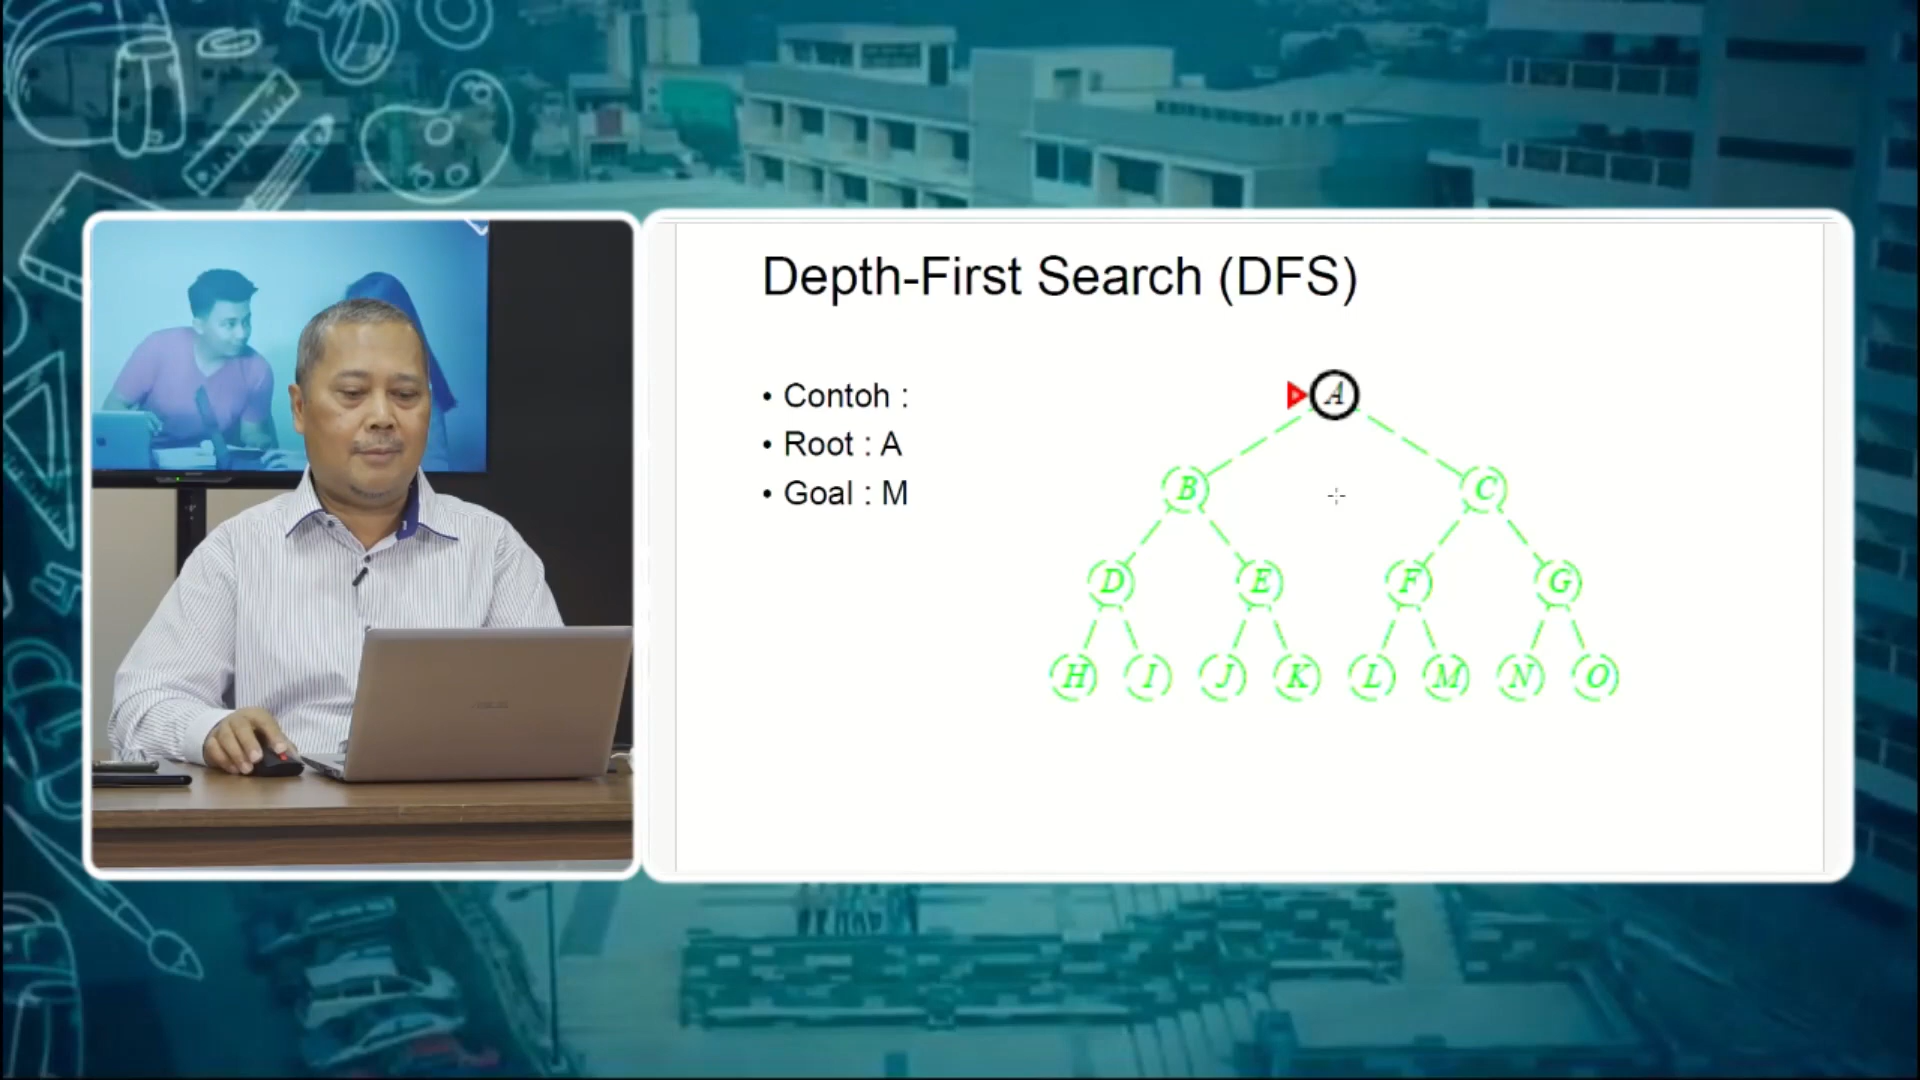 Depth-First Search (DFS)
• Contoh :
• Root : A
• Goal : M
A
B C
D E F G
H I J K L M N O